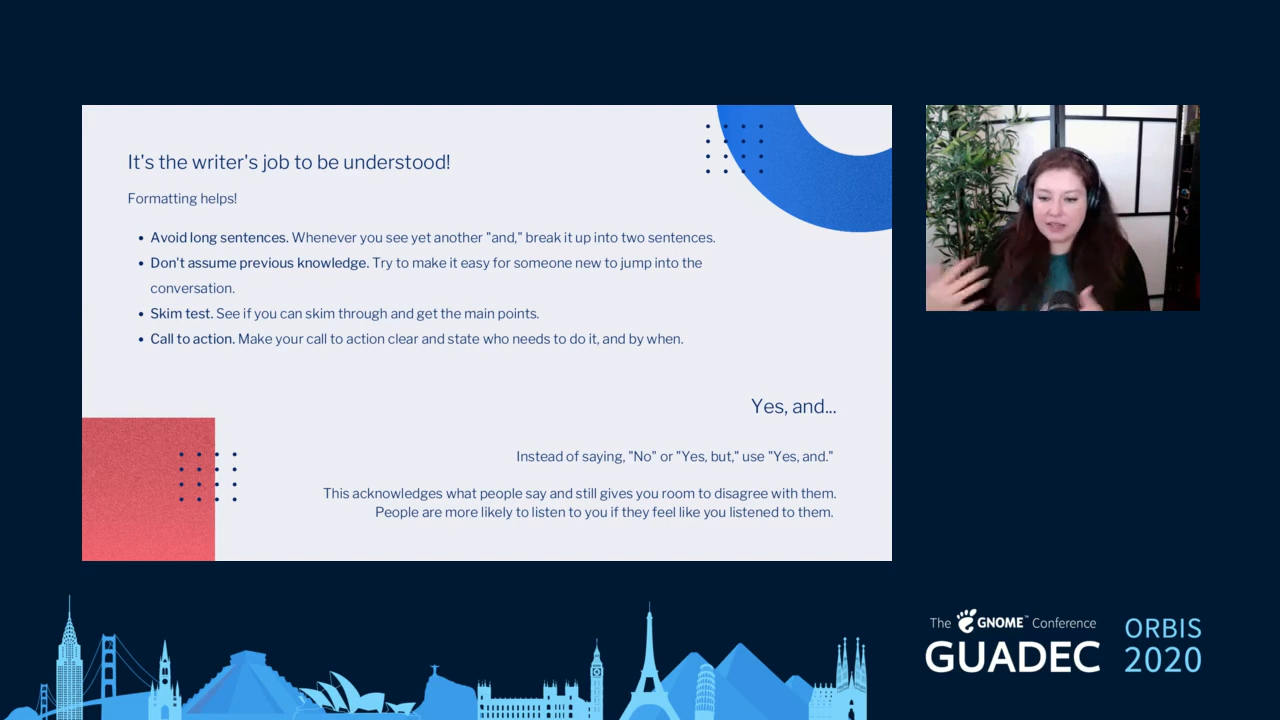 It's the writer's job to be understood!
Formatting helps!
• Avoid long sentences. Whenever you see yet another "and," break it up into two sentences.
• Don't assume previous knowledge. Try to make it easy for someone new to jump into the
conversation.
• Skim test. See if you can skim through and get the main points.
• Call to action. Make your call to action clear and state who needs to do it, and by when.
Yes, and...
Instead of saying, "No" or "Yes, but," use "Yes, and."
This acknowledges what people say and still gives you room to disagree with them.
People are more likely to listen to you if they feel like you listened to them.
The GNOME™ Conference
GUADEC
ORBIS
2020